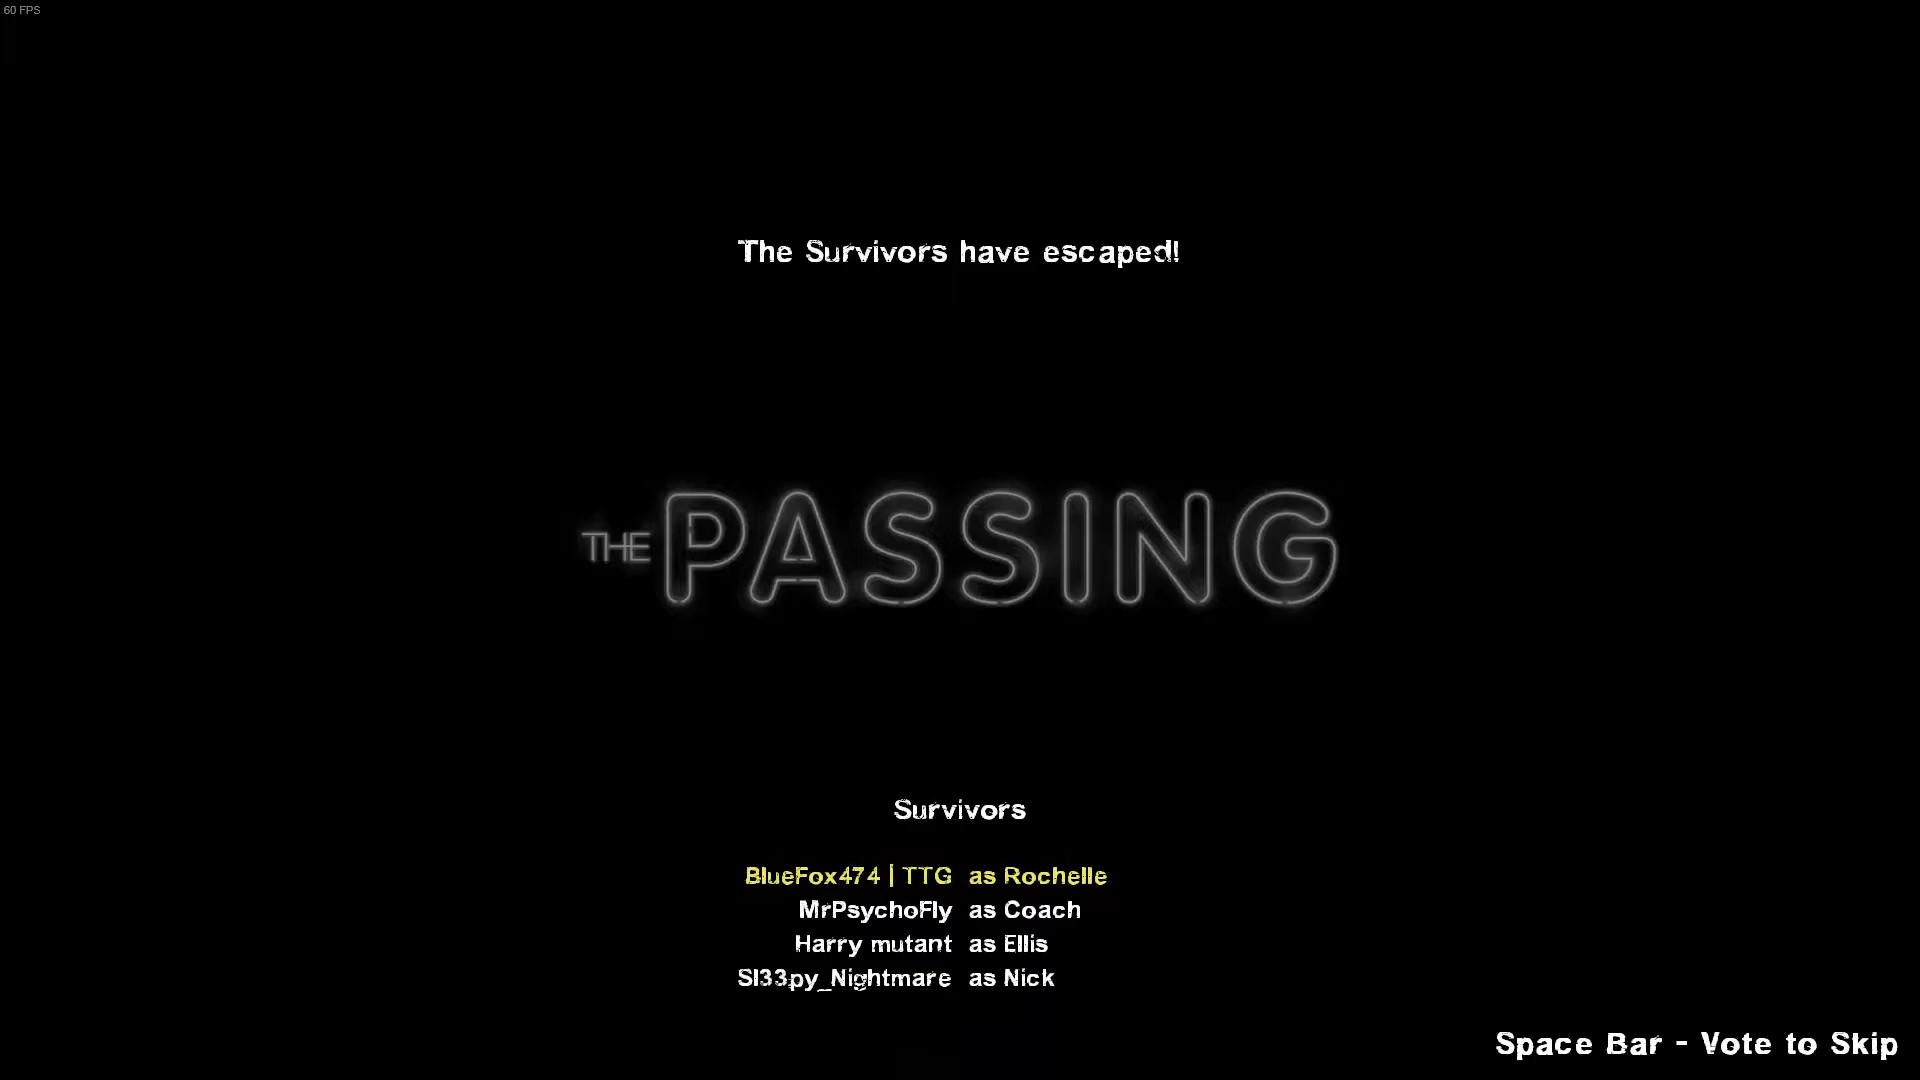 60 FPS
The Survivors have escaped!
THE PASSING
Survivors
BlueFox474 | TTG as Rochelle
MrPsychoFly as Coach
Harry mutant as Ellis
Sl33py_Nightmare as Nick
Space Bar - Vote to Skip